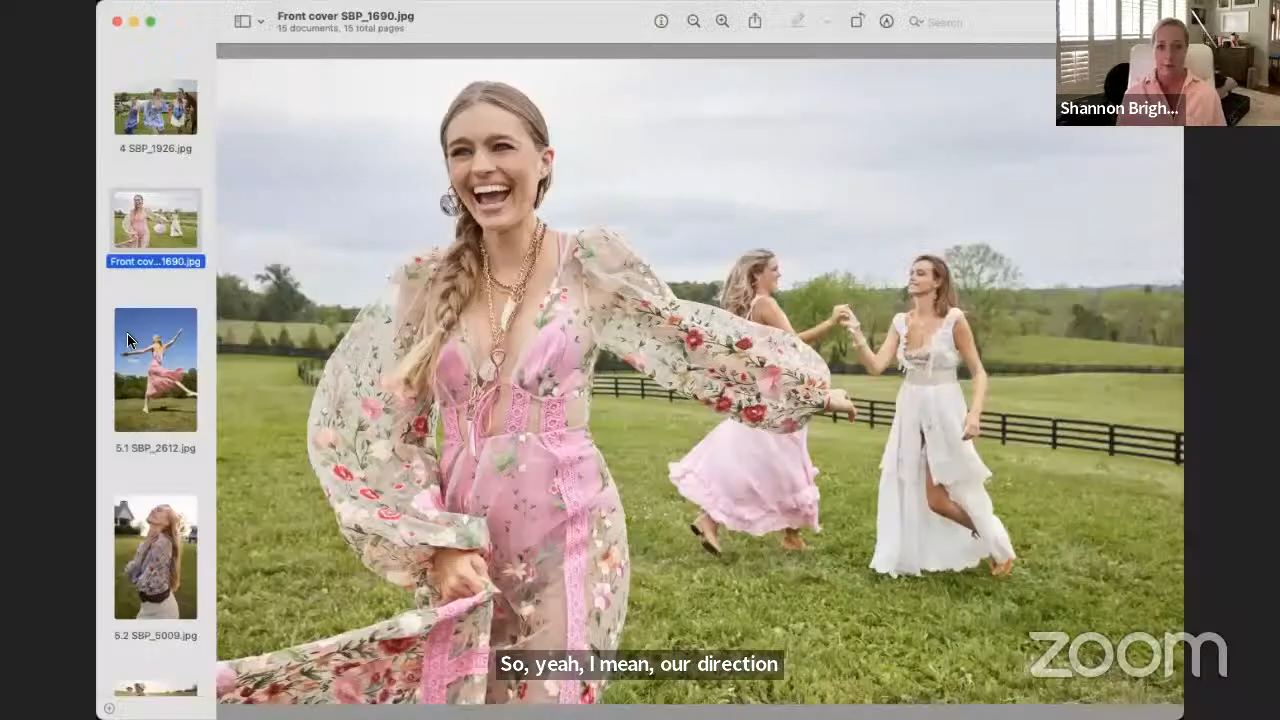 Front cover SBP_1690.jpg
15 documents, 15 total pages
Search
Shannon Brigh...
4 SBP_1926.jpg
Front cov...1690.jpg
5.1 SBP_2612.jpg
5.2 SBP_5009.jpg
So, yeah, I mean, our direction
zoom